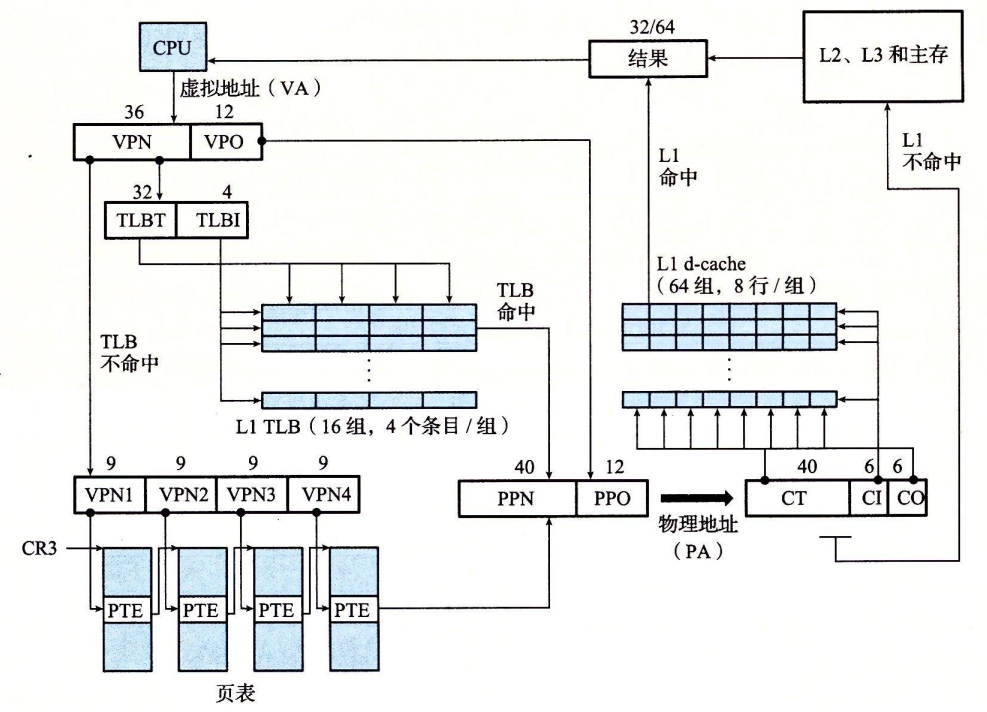 CPU
32/64
结果
L2、L3 和主存
虚拟地址（VA）
36
12
VPN
VPO
L1
命中
L1
不命中
32
4
TLBT
TLBI
TLB
命中
L1 d-cache
（64 组，8 行 / 组）
TLB
不命中
L1 TLB（16 组，4 个条目 / 组）
9
9
9
9
VPN1
VPN2
VPN3
VPN4
40
12
PPN
PPO
物理地址
（PA）
40
6
6
CT
CI
CO
CR3
PTE
PTE
PTE
PTE
页表